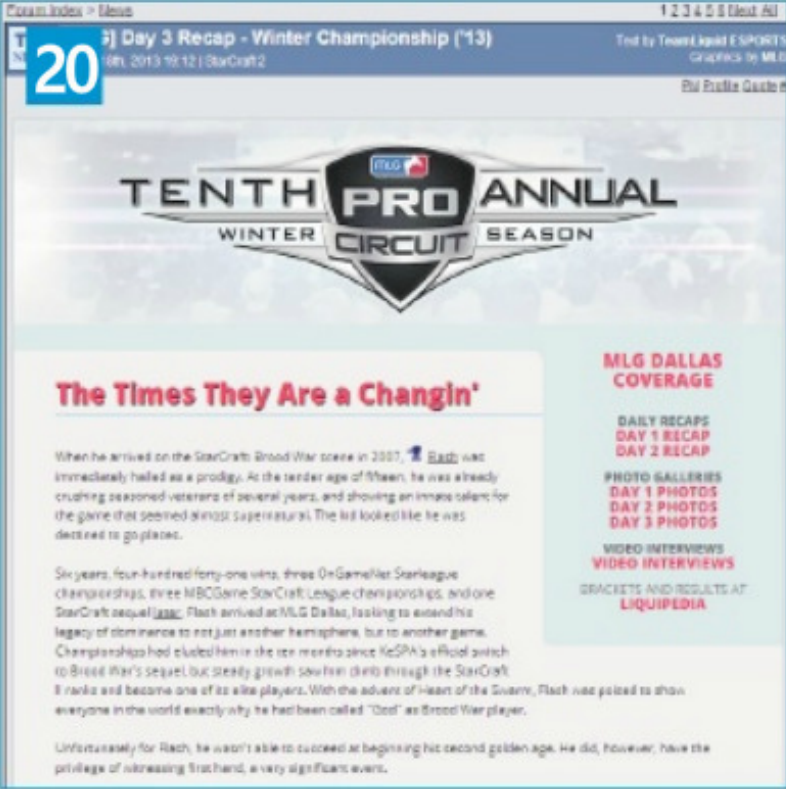 Forum Index > News
1 2 3 4 5 6 Next All
20
] Day 3 Recap - Winter Championship ('13)
Text by TeamLiquid ESPORTS
Graphics by MLG
8th, 2013 19:12 | StarCraft 2
PM Profile Quote #
MLG
TENTH PRO ANNUAL
WINTER CIRCUIT SEASON
The Times They Are a Changin'
When he arrived on the StarCraft: Brood War scene in 2007, Flash was
immediately hailed as a prodigy. At the tender age of fifteen, he was already
crushing seasoned veterans of several years, and showing an innate talent for
the game that seemed almost supernatural. The kid looked like he was
destined to go places.
Six years, four-hundred forty-one wins, three OnGameNet Starleague
championships, three MBCGame StarCraft League championships, and one
StarCraft sequel later, Flash arrived at MLG Dallas, looking to extend his
legacy of dominance to not just another hemisphere, but to another game.
Championships had eluded him in the ten months since KeSPA's official switch
to Brood War's sequel, but steady growth saw him climb through the StarCraft
II ranks and become one of its elite players. With the advent of Heart of the Swarm, Flash was poised to show
everyone in the world exactly why he had been called "God" as Brood War player.
Unfortunately for Flash, he wasn't able to succeed at beginning his second golden age. He did, however, have the
privilege of witnessing first hand, a very significant event.
MLG DALLAS
COVERAGE
DAILY RECAPS
DAY 1 RECAP
DAY 2 RECAP
PHOTO GALLERIES
DAY 1 PHOTOS
DAY 2 PHOTOS
DAY 3 PHOTOS
VIDEO INTERVIEWS
VIDEO INTERVIEWS
BRACKETS AND RESULTS AT
LIQUIPEDIA